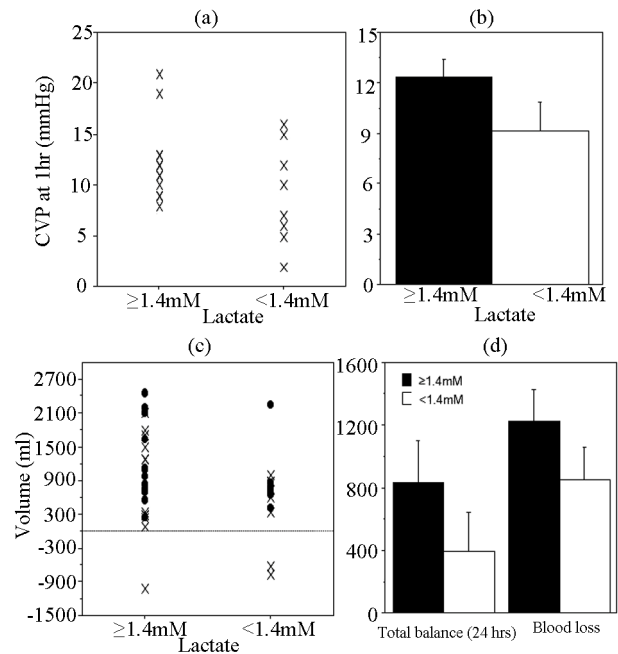 (a)
CVP at 1hr (mmHg)
25
20
15
10
5
0
≥1.4mM <1.4mM
Lactate
(b)
15
12
9
6
3
0
≥1.4mM <1.4mM
Lactate
(c)
Volume (ml)
2700
2100
1500
900
300
-300
-900
-1500
≥1.4mM <1.4mM
Lactate
(d)
1600
1200
800
400
0
≥1.4mM
<1.4mM
Total balance (24 hrs) Blood loss